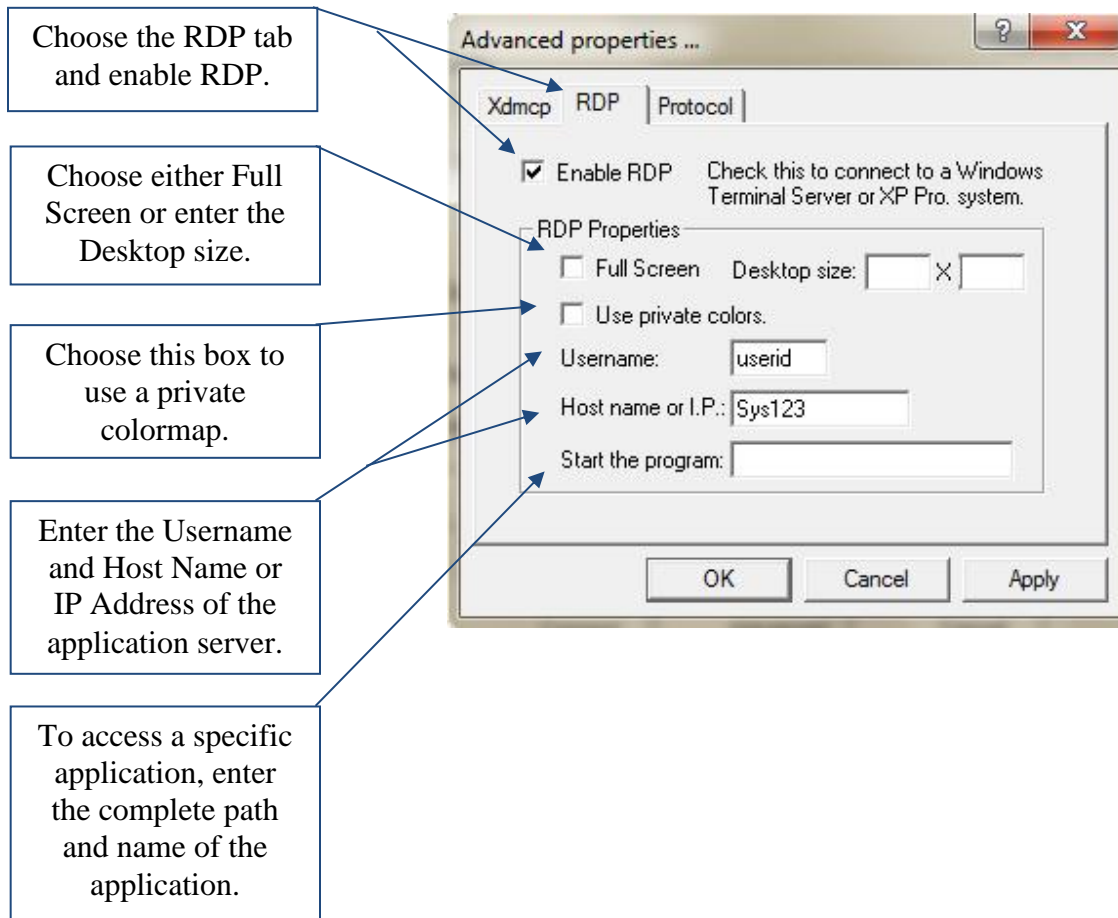 Choose the RDP tab
and enable RDP.
Choose either Full
Screen or enter the
Desktop size.
Choose this box to
use a private
colormap.
Enter the Username
and Host Name or
IP Address of the
application server.
To access a specific
application, enter
the complete path
and name of the
application.
Advanced properties ...
? X
Xdmcp RDP Protocol
Enable RDP Check this to connect to a Windows
Terminal Server or XP Pro. system.
RDP Properties
Full Screen Desktop size: X
Use private colors.
Username: userid
Host name or I.P.: Sys123
Start the program:
OK Cancel Apply